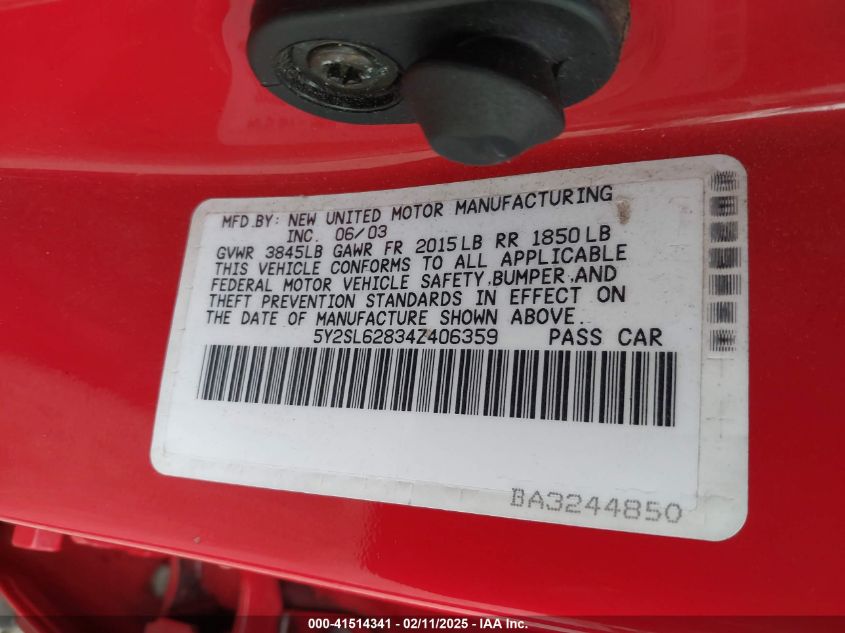 MFD.BY: NEW UNITED MOTOR MANUFACTURING
INC. 06/03
GVWR 3845LB GAWR FR 2015LB RR 1850LB
THIS VEHICLE CONFORMS TO ALL APPLICABLE
FEDERAL MOTOR VEHICLE SAFETY,BUMPER,AND
THEFT PREVENTION STANDARDS IN EFFECT ON
THE DATE OF MANUFACTURE SHOWN ABOVE..
5Y2SL62834Z406359 PASS CAR
BA3244850
000-41514341 - 02/11/2025 - IAA Inc.